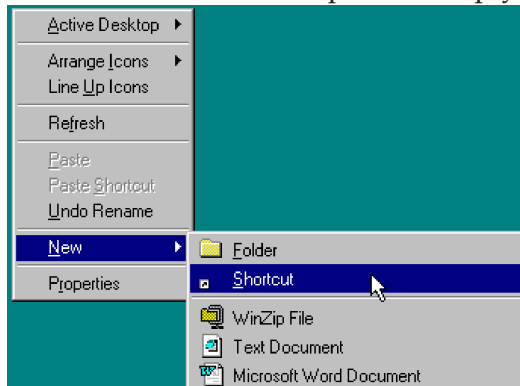 Active Desktop
Arrange Icons
Line Up Icons
Refresh
Paste
Paste Shortcut
Undo Rename
New
Properties
Folder
Shortcut
WinZip File
Text Document
Microsoft Word Document